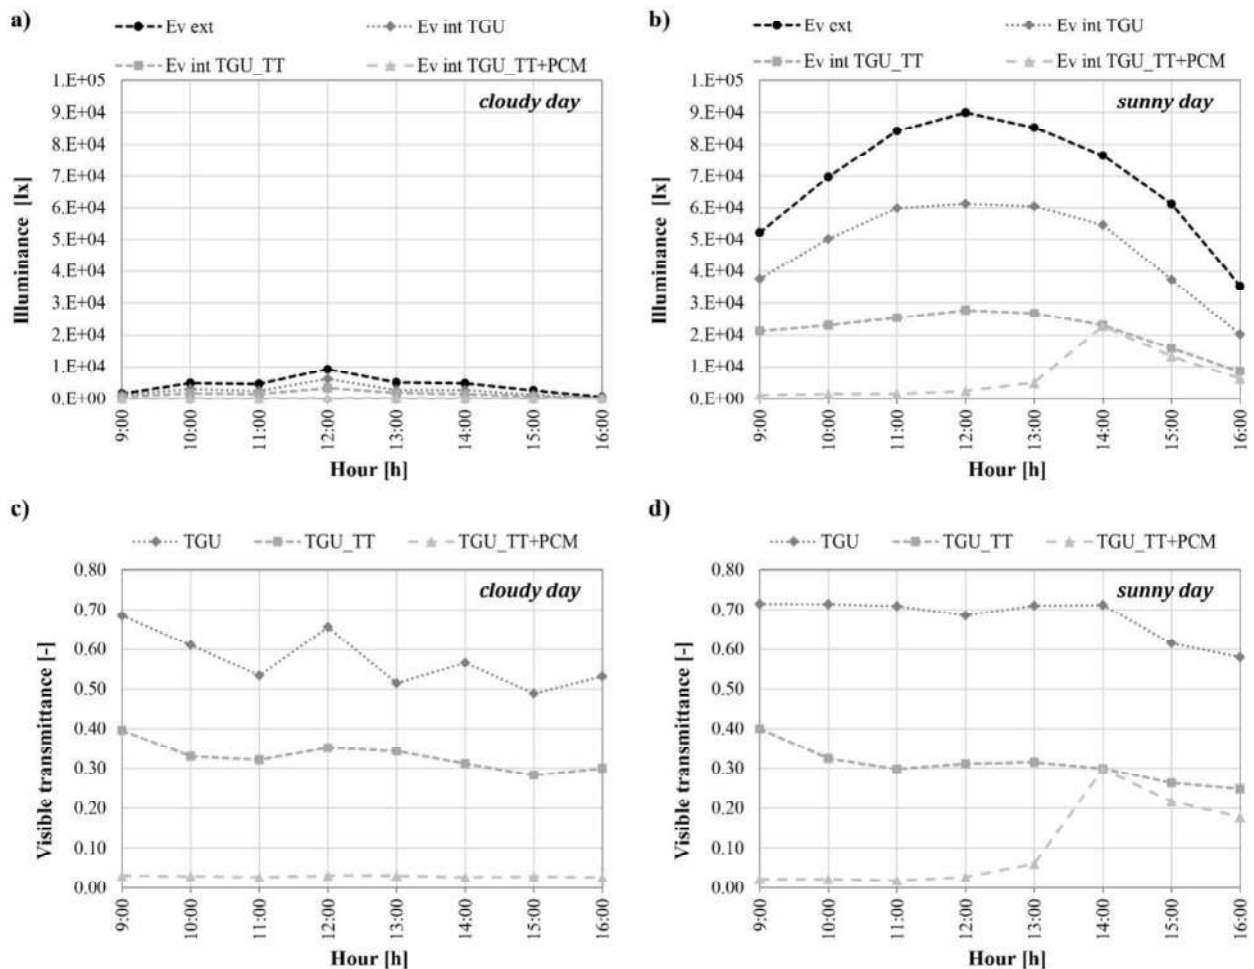 a)
Ev ext
Ev int TGU
Ev int TGU_TT
Ev int TGU_TT+PCM
cloudy day
Illuminance [lx]
1.E+05
9.E+04
8.E+04
7.E+04
6.E+04
5.E+04
4.E+04
3.E+04
2.E+04
1.E+04
0.E+00
9:00
10:00
11:00
12:00
13:00
14:00
15:00
16:00
Hour [h]
b)
Ev ext
Ev int TGU
Ev int TGU_TT
Ev int TGU_TT+PCM
sunny day
Illuminance [lx]
1.E+05
9.E+04
8.E+04
7.E+04
6.E+04
5.E+04
4.E+04
3.E+04
2.E+04
1.E+04
0.E+00
9:00
10:00
11:00
12:00
13:00
14:00
15:00
16:00
Hour [h]
c)
TGU
TGU_TT
TGU_TT+PCM
cloudy day
Visible transmittance [-]
0.80
0.70
0.60
0.50
0.40
0.30
0.20
0.10
0.00
9:00
10:00
11:00
12:00
13:00
14:00
15:00
16:00
Hour [h]
d)
TGU
TGU_TT
TGU_TT+PCM
sunny day
Visible transmittance [-]
0.80
0.70
0.60
0.50
0.40
0.30
0.20
0.10
0.00
9:00
10:00
11:00
12:00
13:00
14:00
15:00
16:00
Hour [h]